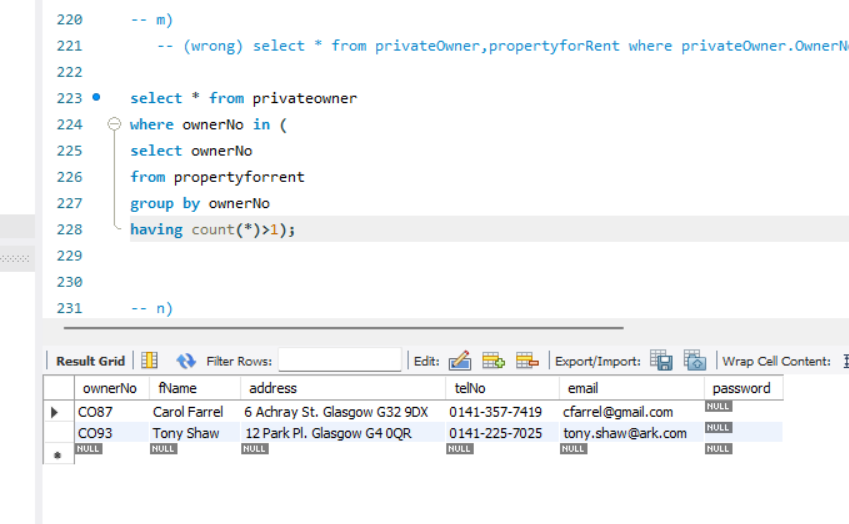 220 -- m)
221 -- (wrong) select * from privateOwner,propertyforRent where privateOwner.OwnerNo
222
223 select * from privateowner
224 where ownerNo in (
225 select ownerNo
226 from propertyforrent
227 group by ownerNo
228 having count(*)>1);
229
230
231 -- n)
Result Grid Filter Rows: Edit: Export/Import: Wrap Cell Content:
ownerNo fName address telNo email password
CO87 Carol Farrel 6 Achray St. Glasgow G32 9DX 0141-357-7419 cfarrel@gmail.com NULL
CO93 Tony Shaw 12 Park Pl. Glasgow G4 0QR 0141-225-7025 tony.shaw@ark.com NULL
NULL NULL NULL NULL NULL NULL